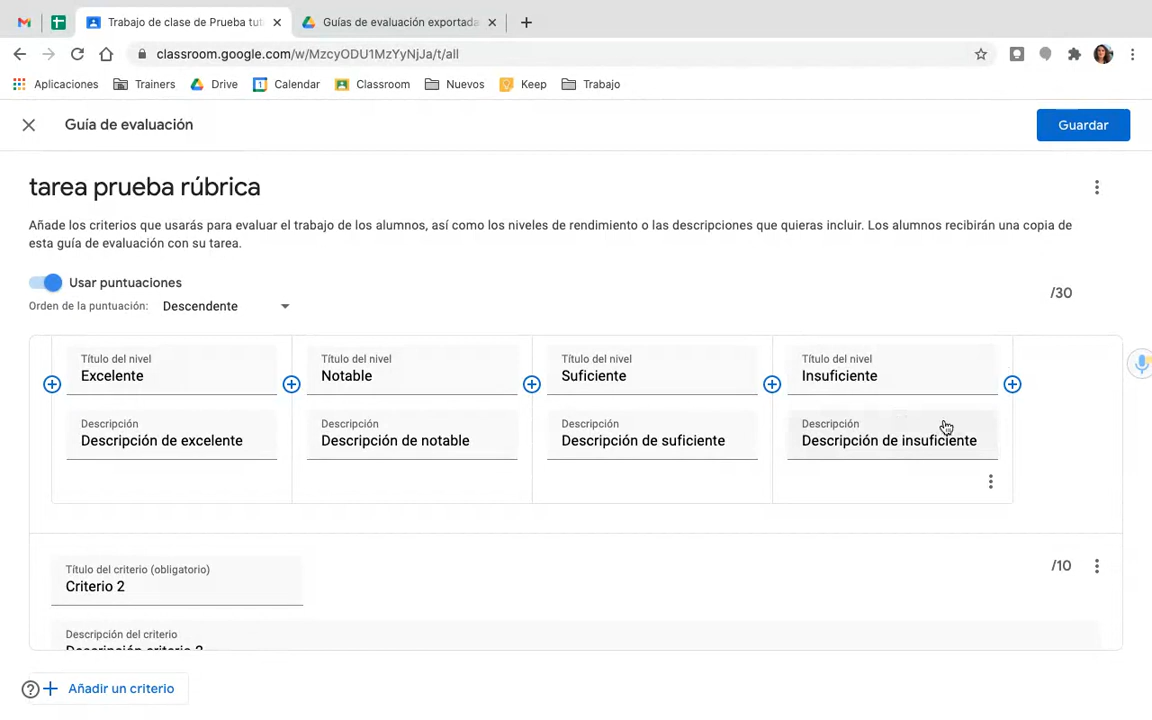 Trabajo de clase de Prueba tut
Guías de evaluación exportada
classroom.google.com/w/MzcyODU1MzYyNjJa/t/all
Aplicaciones
Trainers
Drive
Calendar
Classroom
Nuevos
Keep
Trabajo
Guía de evaluación
Guardar
tarea prueba rúbrica
Añade los criterios que usarás para evaluar el trabajo de los alumnos, así como los niveles de rendimiento o las descripciones que quieras incluir. Los alumnos recibirán una copia de
esta guía de evaluación con su tarea.
Usar puntuaciones
Orden de la puntuación: Descendente
/30
Título del nivel
Excelente
Título del nivel
Notable
Título del nivel
Suficiente
Título del nivel
Insuficiente
Descripción
Descripción de excelente
Descripción
Descripción de notable
Descripción
Descripción de suficiente
Descripción
Descripción de insuficiente
Título del criterio (obligatorio)
Criterio 2
/10
Descripción del criterio
Descripción criterio 2
Añadir un criterio